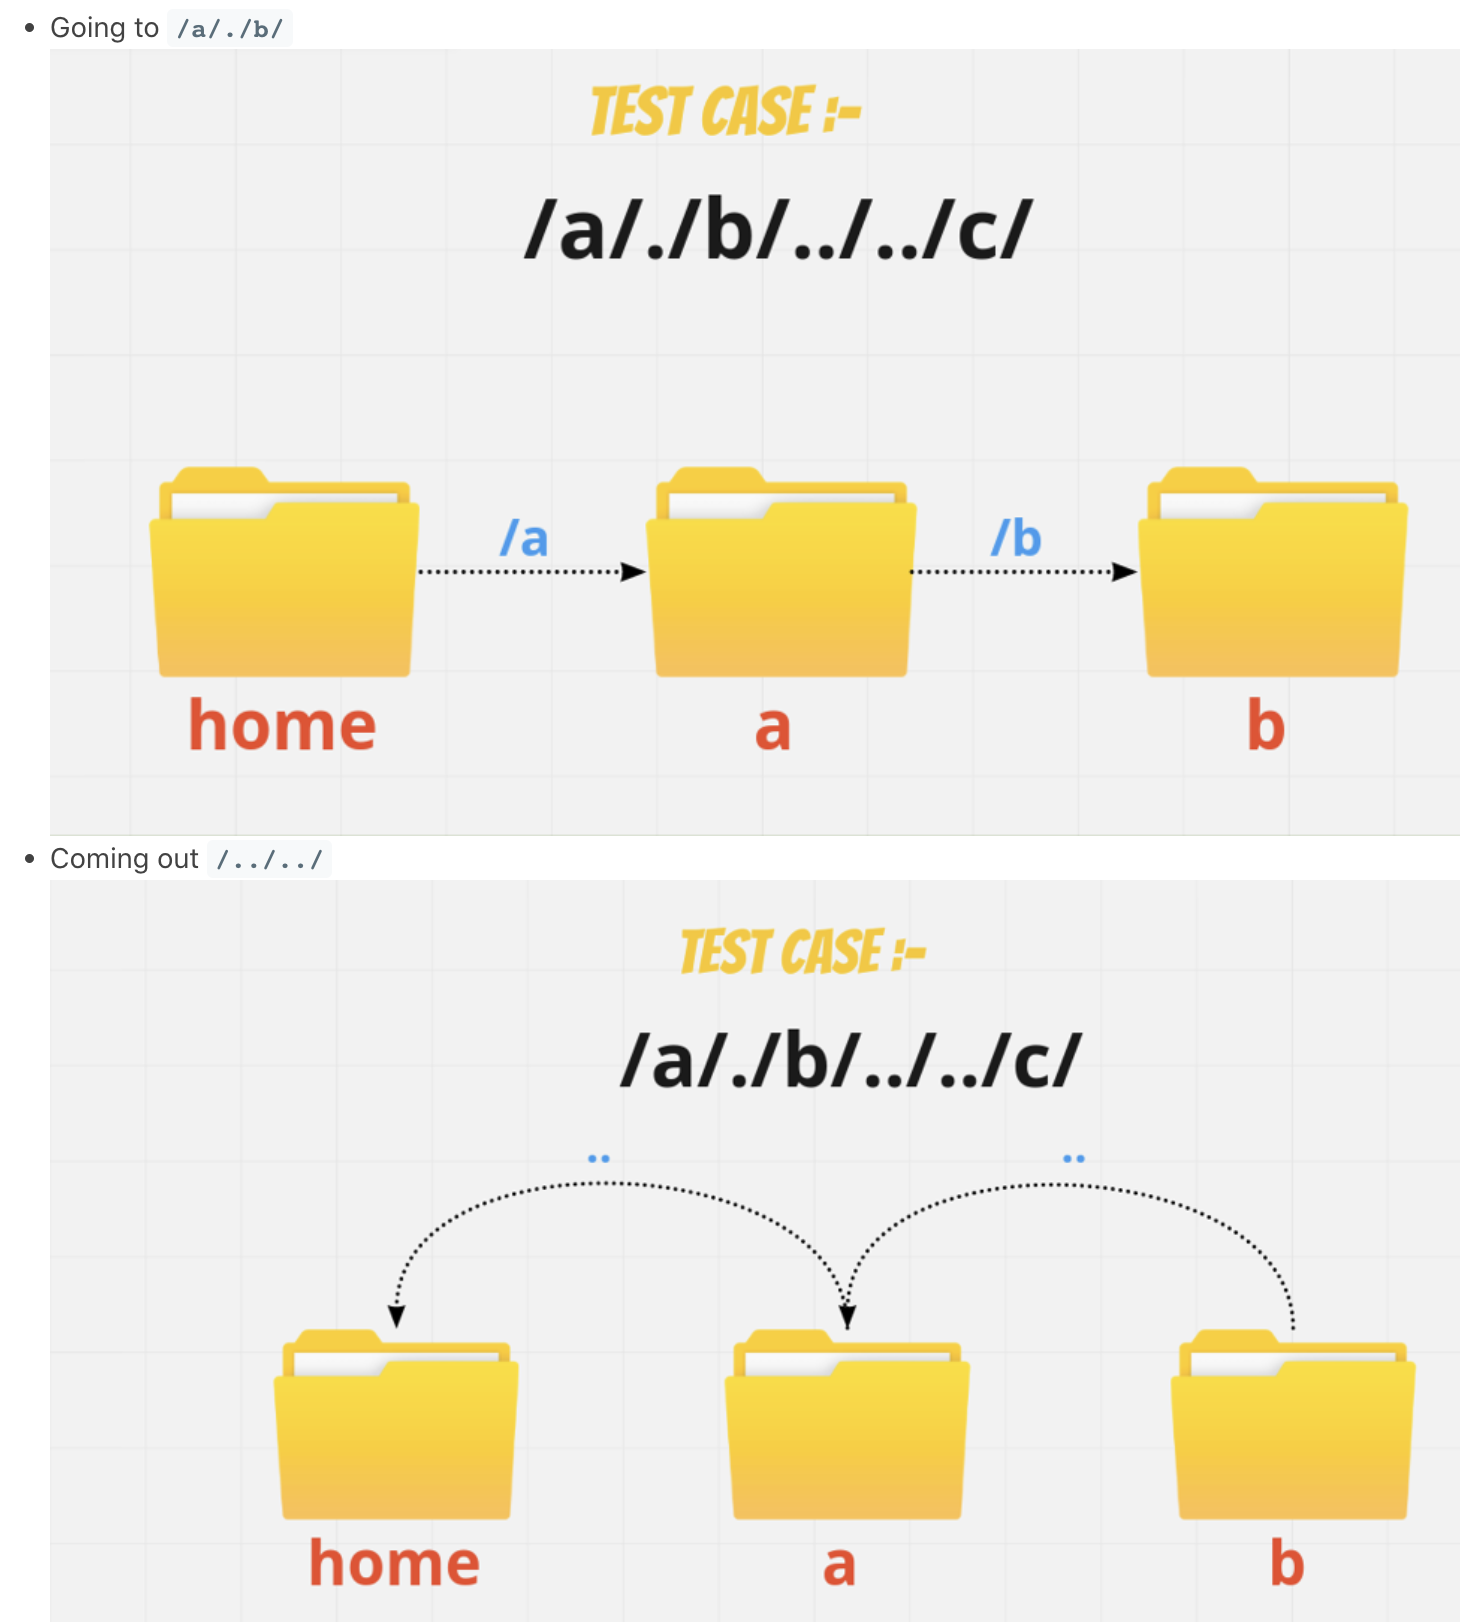 Going to /a/./b/
TEST CASE :-
/a/./b/../../c/
/a /b
home a b
Coming out /../../
TEST CASE :-
/a/./b/../../c/
.. ..
home a b